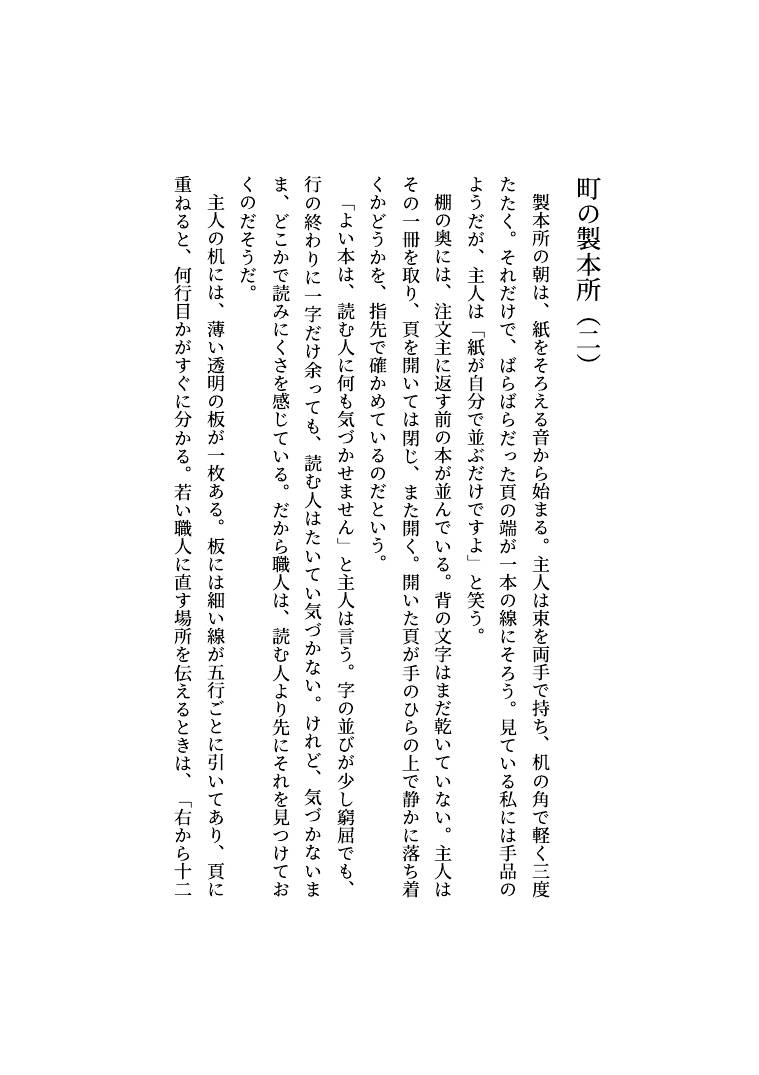 町の製本所（二）
製本所の朝は、紙をそろえる音から始まる。主人は束を両手で持ち、机の角で軽く三度
たたく。それだけで、ばらばらだった頁の端が一本の線にそろう。見ている私には手品の
ようだが、主人は「紙が自分で並ぶだけですよ」と笑う。
棚の奥には、注文主に返す前の本が並んでいる。背の文字はまだ乾いていない。主人は
その一冊を取り、頁を開いては閉じ、また開く。開いた頁が手のひらの上で静かに落ち着
くかどうかを、指先で確かめているのだという。
「よい本は、読む人に何も気づかせません」と主人は言う。字の並びが少し窮屈でも、
行の終わりに一字だけ余っても、読む人はたいてい気づかない。けれど、気づかないま
ま、どこかで読みにくさを感じている。だから職人は、読む人より先にそれを見つけてお
くのだそうだ。
主人の机には、薄い透明の板が一枚ある。板には細い線が五行ごとに引いてあり、頁に
重ねると、何行目かがすぐに分かる。若い職人に直す場所を伝えるときは、「右から十二